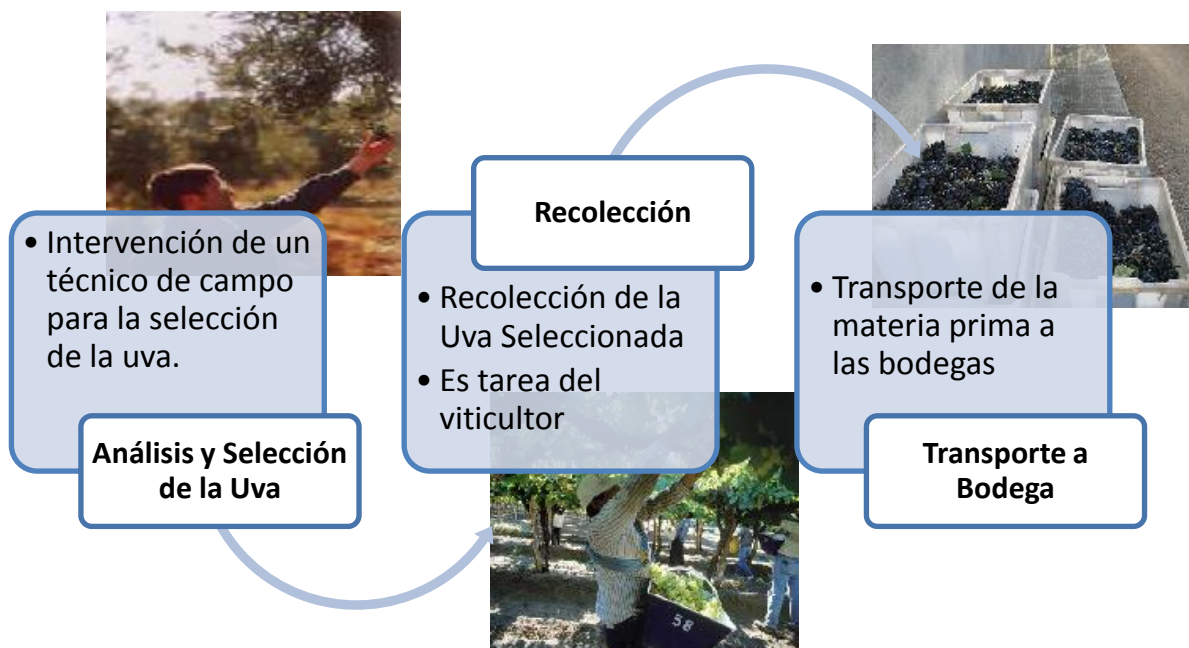 • Intervención de un
técnico de campo
para la selección
de la uva.
Análisis y Selección
de la Uva
Recolección
• Recolección de la
Uva Seleccionada
• Es tarea del
viticultor
58
• Transporte de la
materia prima a
las bodegas
Transporte a
Bodega